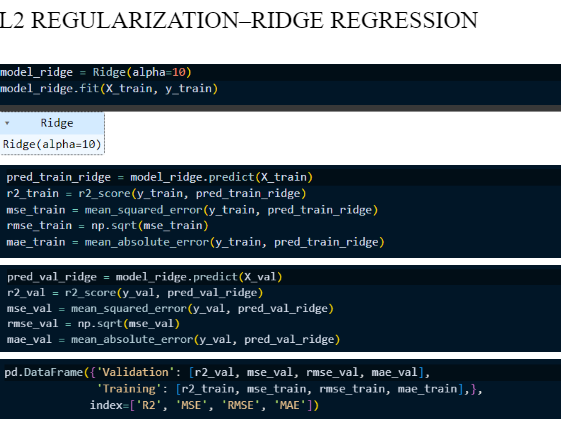 L2 REGULARIZATION–RIDGE REGRESSION
model_ridge = Ridge(alpha=10)
model_ridge.fit(X_train, y_train)
▾ Ridge
Ridge(alpha=10)
pred_train_ridge = model_ridge.predict(X_train)
r2_train = r2_score(y_train, pred_train_ridge)
mse_train = mean_squared_error(y_train, pred_train_ridge)
rmse_train = np.sqrt(mse_train)
mae_train = mean_absolute_error(y_train, pred_train_ridge)
pred_val_ridge = model_ridge.predict(X_val)
r2_val = r2_score(y_val, pred_val_ridge)
mse_val = mean_squared_error(y_val, pred_val_ridge)
rmse_val = np.sqrt(mse_val)
mae_val = mean_absolute_error(y_val, pred_val_ridge)
pd.DataFrame({'Validation': [r2_val, mse_val, rmse_val, mae_val],
'Training': [r2_train, mse_train, rmse_train, mae_train],},
index=['R2', 'MSE', 'RMSE', 'MAE'])